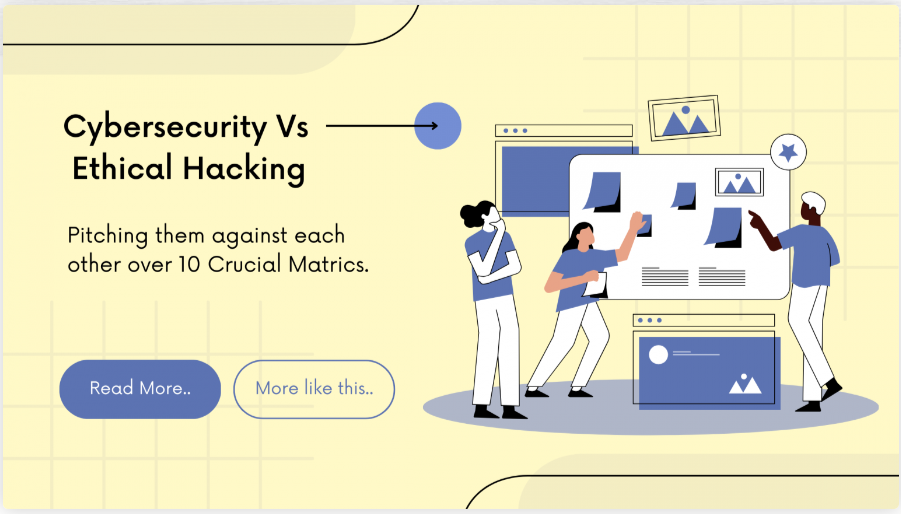 Cybersecurity Vs
Ethical Hacking
Pitching them against each
other over 10 Crucial Matrics.
Read More..
More like this..